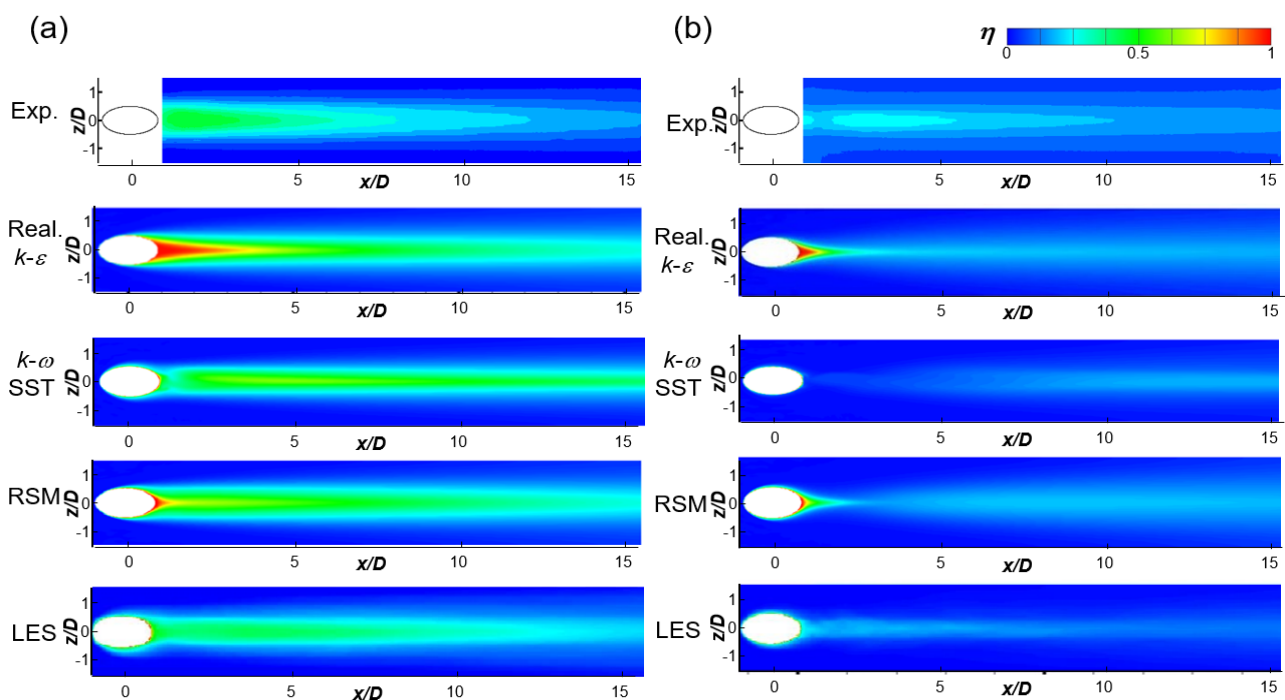 (a)
(b)
η
0 0.5 1
Exp.
z/D
1
0
-1
0 5 10 15
x/D
Exp.
z/D
1
0
-1
0 5 10 15
x/D
Real.
k-ε
z/D
1
0
-1
0 5 10 15
x/D
Real.
k-ε
z/D
1
0
-1
0 5 10 15
x/D
k-ω
SST
z/D
1
0
-1
0 5 10 15
x/D
k-ω
SST
z/D
1
0
-1
0 5 10 15
x/D
RSM
z/D
1
0
-1
0 5 10 15
x/D
RSM
z/D
1
0
-1
0 5 10 15
x/D
LES
z/D
1
0
-1
0 5 10 15
x/D
LES
z/D
1
0
-1
0 5 10 15
x/D